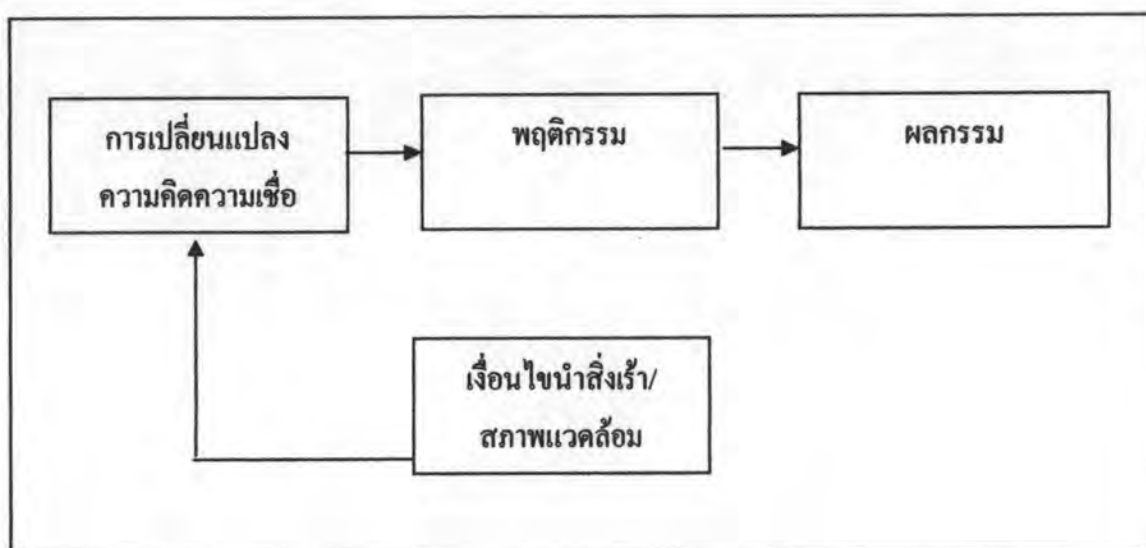 การเปลี่ยนแปลง
ความคิดความเชื่อ
พฤติกรรม
ผลกรรม
เงื่อนไขนำสิ่งเร้า/
สภาพแวดล้อม